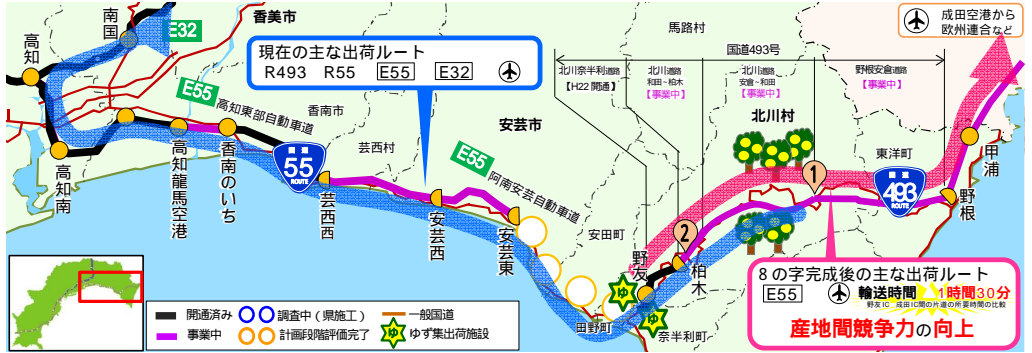 香美市
馬路村
成田空港から
欧州連合など
南国
E32
高知
現在の主な出荷ルート
R493 R55 E55 E32
国道493号
北川奈半利道路
【H22開通】
北川道路
和田~柏木
【事業中】
北川道路
安倉~和田
【事業中】
野根安倉道路
【事業中】
E55
高知東部自動車道
香南市
安芸市
北川村
芸西村
東洋町
甲浦
高知南
高知龍馬空港
香南のいち
国道
55
ROUTE
芸西西
安芸西
E55
阿南安芸自動車道
安芸東
安田町
1
国道
493
ROUTE
野根
2
野友
柏木
ゆ
ゆ
田野町
奈半利町
8の字完成後の主な出荷ルート
E55 輸送時間 1時間30分
野友IC 成田IC間の片道の所要時間の比較
産地間競争力の向上
開通済み 調査中(県施工) 一般国道
事業中 計画段階評価完了 ゆ ゆず集出荷施設